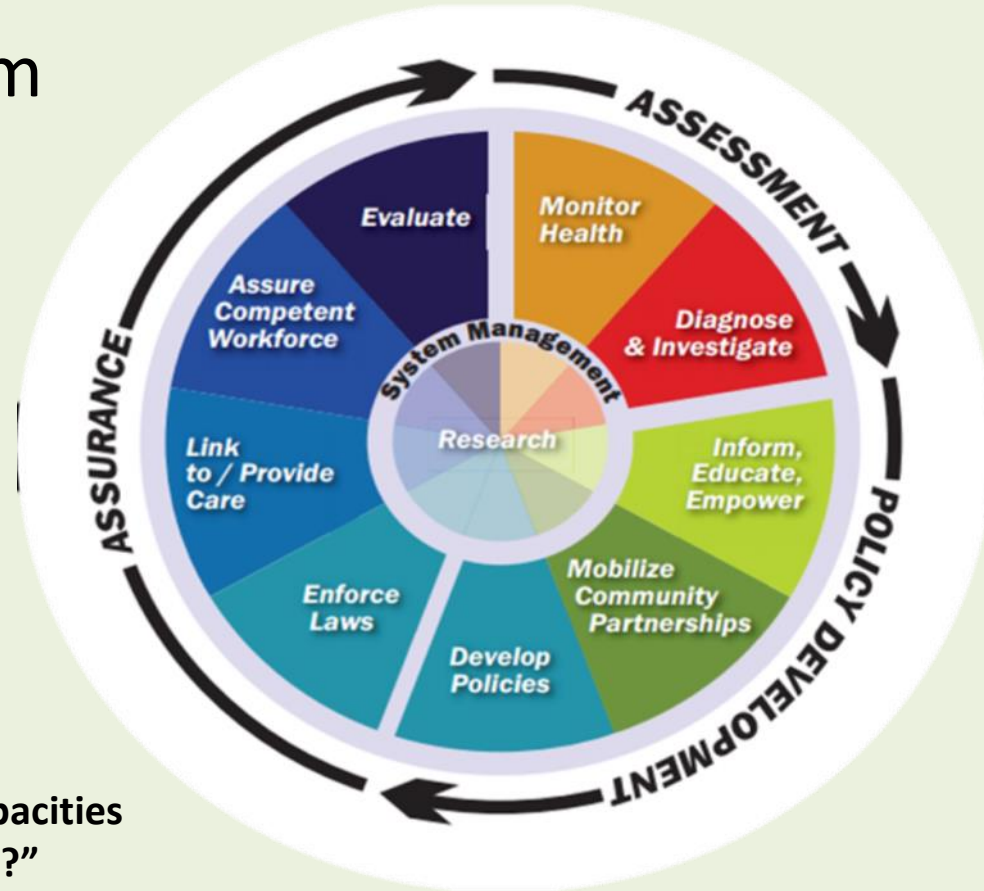 m
ASSESSMENT
POLICY DEVELOPMENT
ASSURANCE
Monitor
Health
Diagnose
& Investigate
Inform,
Educate,
Empower
Mobilize
Community
Partnerships
Develop
Policies
Enforce
Laws
Link
to / Provide
Care
Assure
Competent
Workforce
Evaluate
System Management
Research
pacities
?”